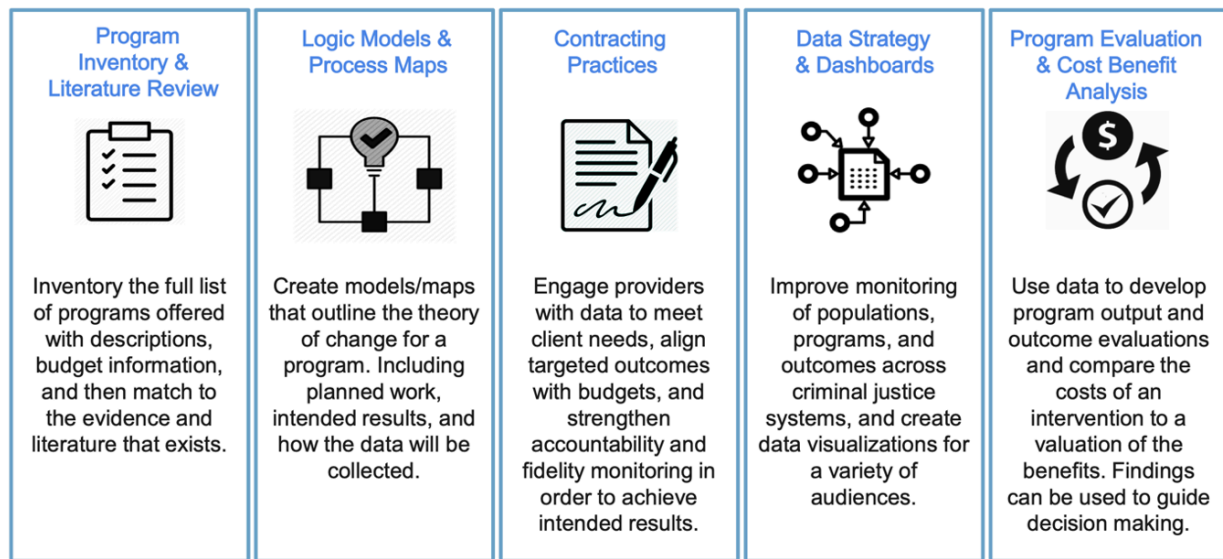 Program
Inventory &
Literature Review
Inventory the full list
of programs offered
with descriptions,
budget information,
and then match to
the evidence and
literature that exists.
Logic Models &
Process Maps
Create models/maps
that outline the theory
of change for a
program. Including
planned work,
intended results, and
how the data will be
collected.
Contracting
Practices
Engage providers
with data to meet
client needs, align
targeted outcomes
with budgets, and
strengthen
accountability and
fidelity monitoring in
order to achieve
intended results.
Data Strategy
& Dashboards
Improve monitoring
of populations,
programs, and
outcomes across
criminal justice
systems, and create
data visualizations for
a variety of
audiences.
Program Evaluation
& Cost Benefit
Analysis
$
Use data to develop
program output and
outcome evaluations
and compare the
costs of an
intervention to a
valuation of the
benefits. Findings
can be used to guide
decision making.